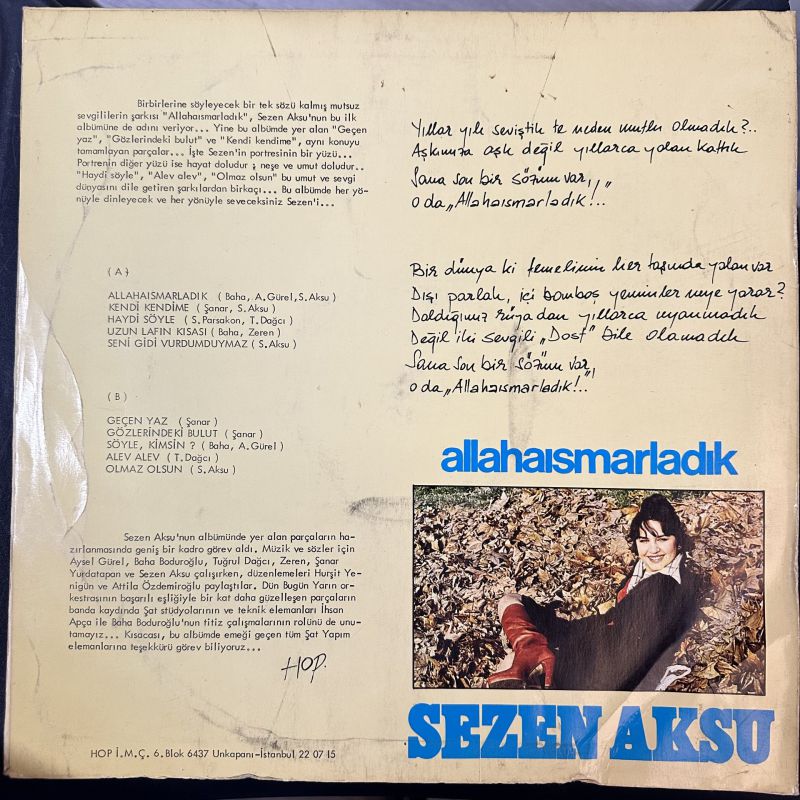 Birbirlerine söyleyecek bir tek sözü kalmış mutsuz
sevgililerin şarkısı "Allahaısmarladık", Sezen Aksu'nun bu ilk
albümüne de adını veriyor... Yine bu albümde yer alan "Geçen
yaz", "Gözlerindeki bulut" ve "Kendi kendime", aynı konuyu
tamamlayan parçalar... İşte Sezen'in portresinin bir yüzü...
Portrenin diğer yüzü ise hayat doludur ; neşe ve umut doludur..
"Haydi söyle", "Alev alev", "Olmaz olsun" bu umut ve sevgi
dünyasını dile getiren şarkılardan birkaçı... Bu albümde her yö-
nüyle dinleyecek ve her yönüyle seveceksiniz Sezen'i...
( A )
ALLAHAISMARLADIK ( Baha, A.Gürel, S.Aksu )
KENDİ KENDİME ( Şanar, S.Aksu )
HAYDİ SÖYLE ( S.Parsakon, T.Dağcı )
UZUN LAFIN KISASI ( Baha, Zeren )
SENİ GİDİ VURDUMDUYMAZ ( S.Aksu )
( B )
GEÇEN YAZ ( Şanar )
GÖZLERİNDEKİ BULUT ( Şanar )
SÖYLE, KİMSİN ? ( Baha, A.Gürel )
ALEV ALEV ( T.Dağcı )
OLMAZ OLSUN ( S.Aksu )
Sezen Aksu'nun albümünde yer alan parçaların ha-
zırlanmasında geniş bir kadro görev aldı. Müzik ve sözler için
Aysel Gürel, Baha Boduroğlu, Tuğrul Dağcı, Zeren, Şanar
Yurdatapan ve Sezen Aksu çalışırken, düzenlemeleri Hurşit Ye-
nigün ve Attila Özdemiroğlu paylaştılar. Dün Bugün Yarın or-
kestrasının başarılı eşliğiyle bir kat daha güzelleşen parçaların
banda kaydında Şat stüdyolarının ve teknik elemanları İhsan
Apça ile Baha Boduroğlu'nun titiz çalışmalarının rolünü de unu-
tamayız... Kısacası, bu albümde emeği geçen tüm Şat Yapım
elemanlarına teşekkürü görev biliyoruz...
HOP.
HOP İ.M.Ç. 6.Blok 6437 Unkapanı-İstanbul 22 07 15
Yıllar yılı seviştik te neden mutlu olmadık?..
Aşkımıza aşk değil yıllarca yalan kattık
Sana son bir sözüm var,
o da „Allahaısmarladık!..
Bir dünya ki temelinin her taşında yalan var
Dışı parlak, içi bomboş yeminler neye yarar?
Daldığımız rüyadan yıllarca uyanmadık
Değil iki sevgili „Dost" bile olamadık
Sana son bir sözüm var,
o da „Allahaısmarladık!..
allahaısmarladık
SEZEN AKSU